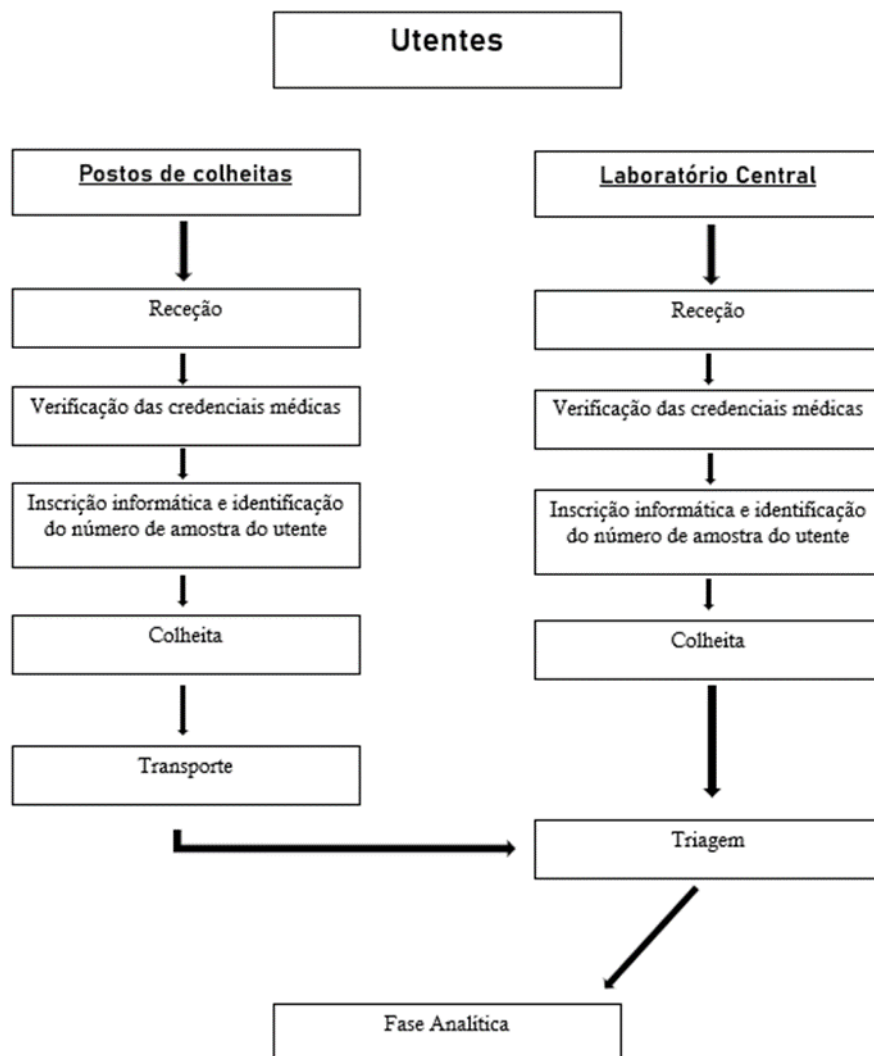 Utentes
Postos de colheitas
Receção
Verificação das credenciais médicas
Inscrição informática e identificação
do número de amostra do utente
Colheita
Transporte
Laboratório Central
Receção
Verificação das credenciais médicas
Inscrição informática e identificação
do número de amostra do utente
Colheita
Triagem
Fase Analítica